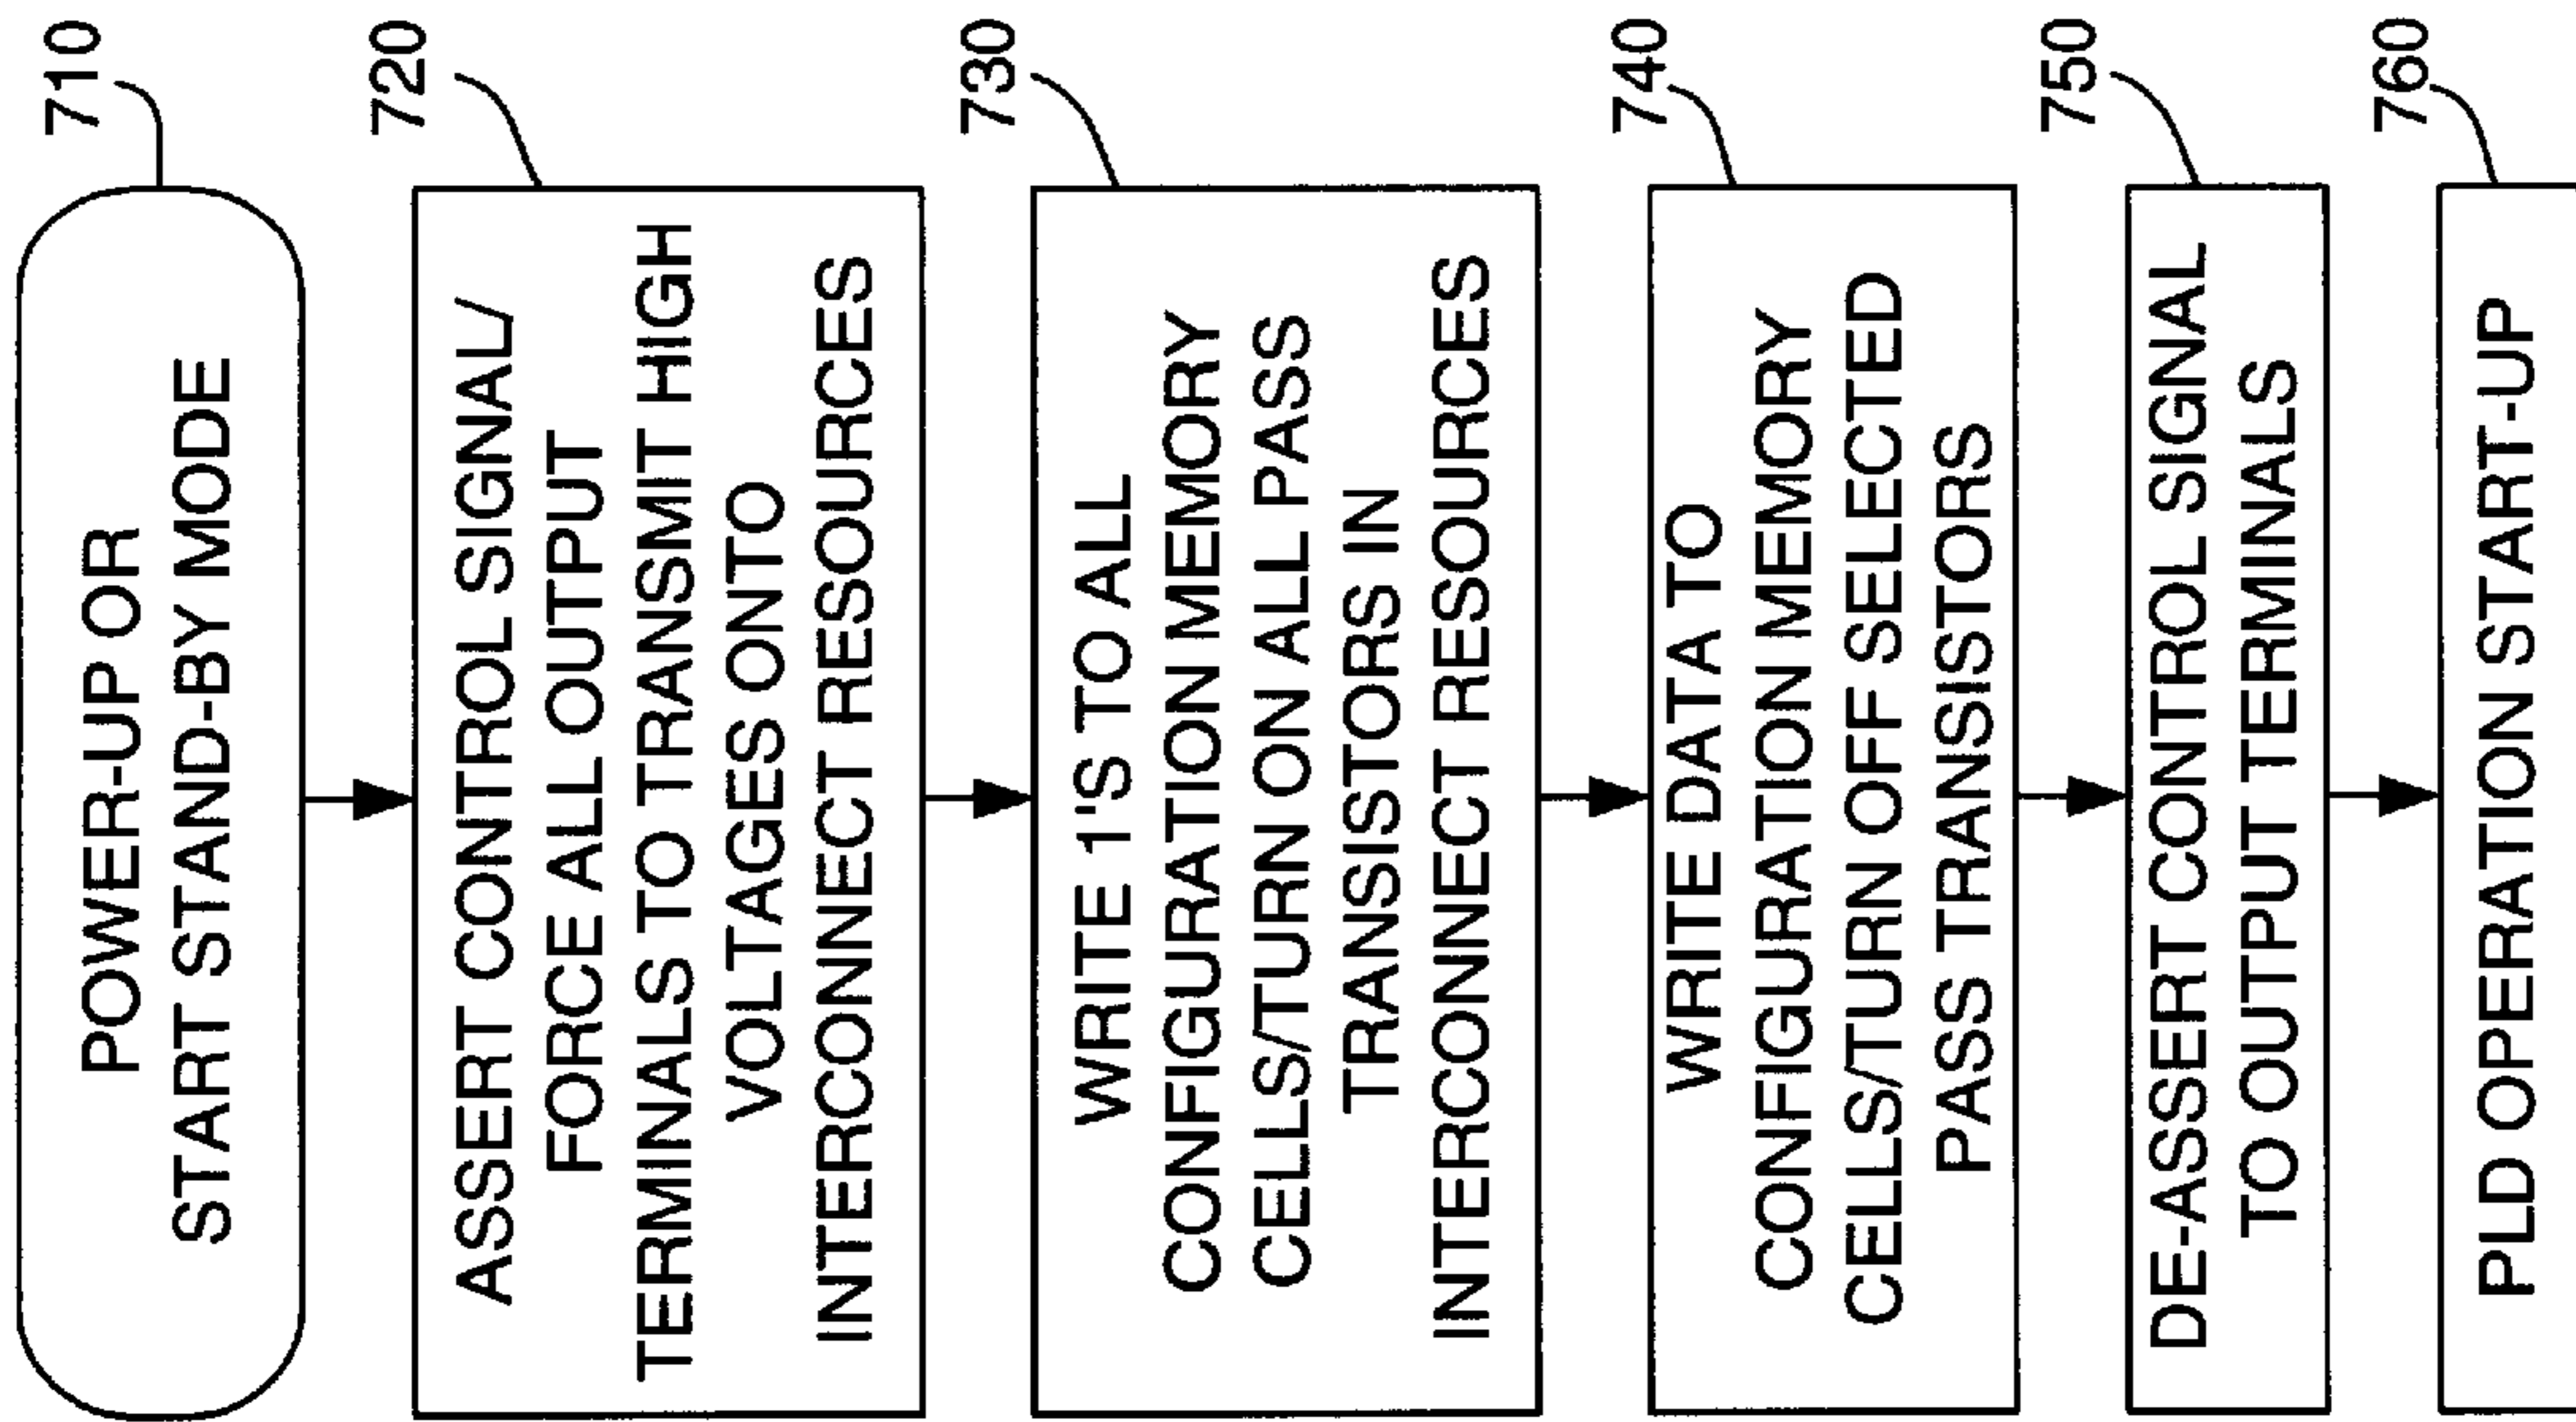 710
POWER-UP OR
START STAND-BY MODE
720
ASSERT CONTROL SIGNAL/
FORCE ALL OUTPUT
TERMINALS TO TRANSMIT HIGH
VOLTAGES ONTO
INTERCONNECT RESOURCES
730
WRITE 1'S TO ALL
CONFIGURATION MEMORY
CELLS/TURN ON ALL PASS
TRANSISTORS IN
INTERCONNECT RESOURCES
740
WRITE DATA TO
CONFIGURATION MEMORY
CELLS/TURN OFF SELECTED
PASS TRANSISTORS
750
DE-ASSERT CONTROL SIGNAL
TO OUTPUT TERMINALS
760
PLD OPERATION START-UP